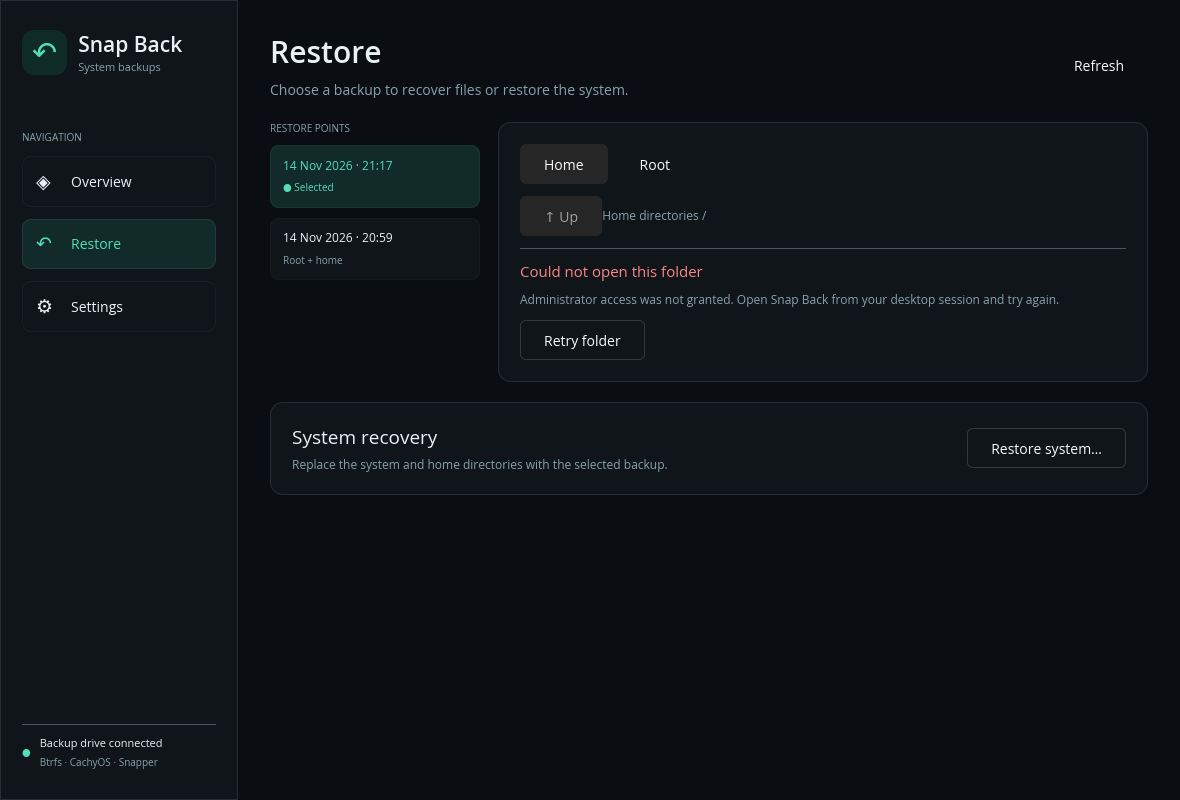 Snap Back
System backups
NAVIGATION
Overview
Restore
Settings
Backup drive connected
Btrfs · CachyOS · Snapper
Restore
Choose a backup to recover files or restore the system.
Refresh
RESTORE POINTS
14 Nov 2026 · 21:17
● Selected
14 Nov 2026 · 20:59
Root + home
Home
Root
↑ Up
Home directories /
Could not open this folder
Administrator access was not granted. Open Snap Back from your desktop session and try again.
Retry folder
System recovery
Replace the system and home directories with the selected backup.
Restore system...